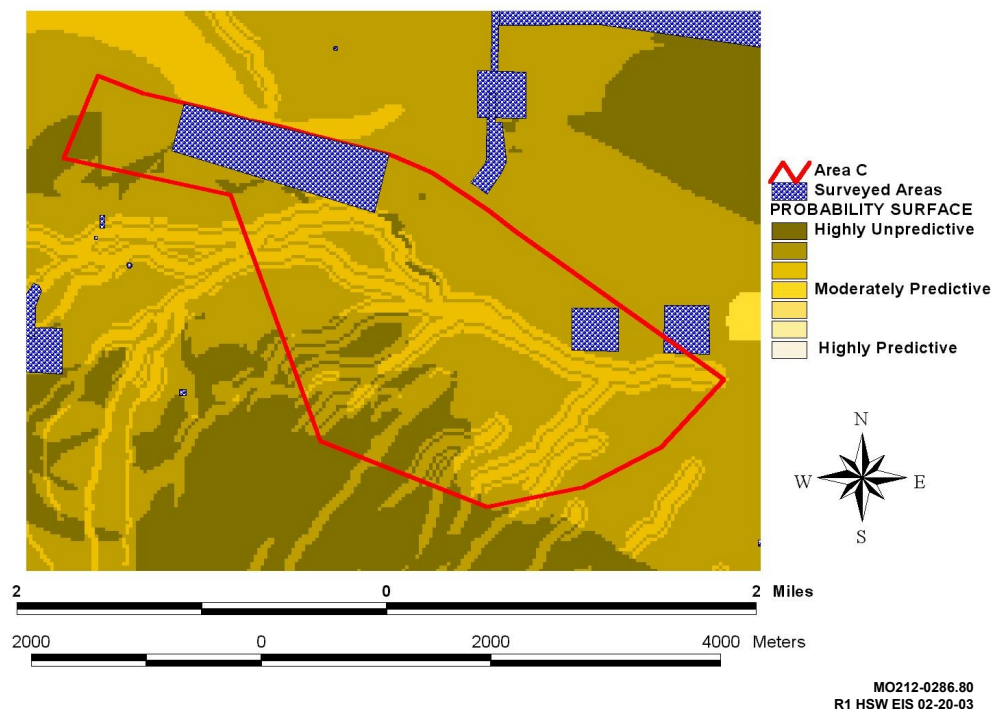 Area C
Surveyed Areas
PROBABILITY SURFACE
Highly Unpredictive
Moderately Predictive
Highly Predictive
N
W E
S
2 0 2 Miles
2000 0 2000 4000 Meters
MO212-0286.80
R1 HSW EIS 02-20-03